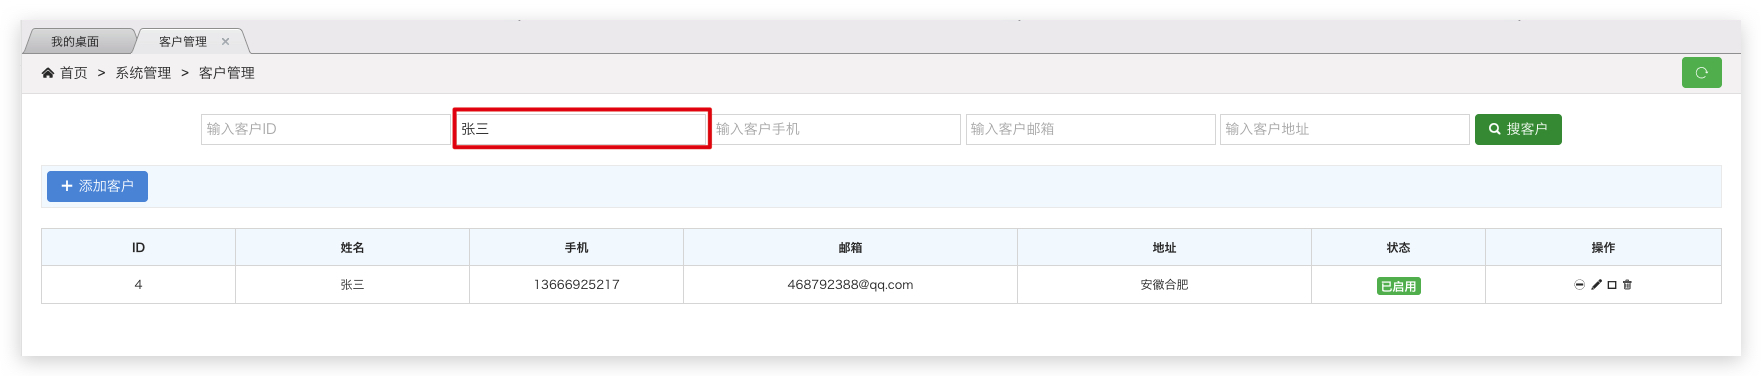 我的桌面 客户管理 ×
首页 > 系统管理 > 客户管理
输入客户ID 张三 输入客户手机 输入客户邮箱 输入客户地址 搜客户
+ 添加客户
ID 姓名 手机 邮箱 地址 状态 操作
4 张三 13666925217 468792388@qq.com 安徽合肥 已启用